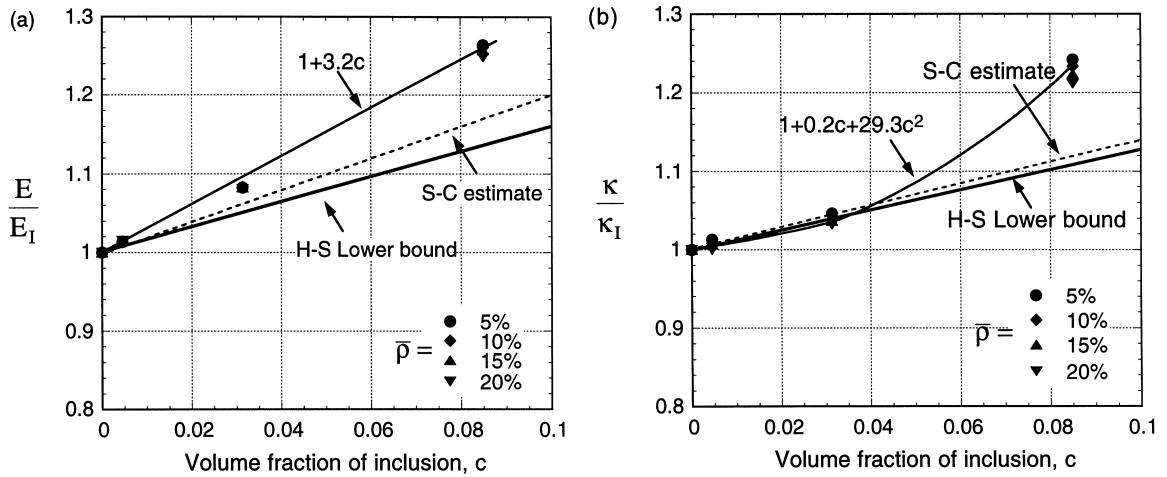 (a)
1.3
1.2
1.1
1
0.9
0.8
E
E_I
1+3.2c
S-C estimate
H-S Lower bound
ρ̅ =
5%
10%
15%
20%
0 0.02 0.04 0.06 0.08 0.1
Volume fraction of inclusion, c
(b)
1.3
1.2
1.1
1
0.9
0.8
κ
κ_I
S-C estimate
1+0.2c+29.3c²
H-S Lower bound
ρ̅ =
5%
10%
15%
20%
0 0.02 0.04 0.06 0.08 0.1
Volume fraction of inclusion, c